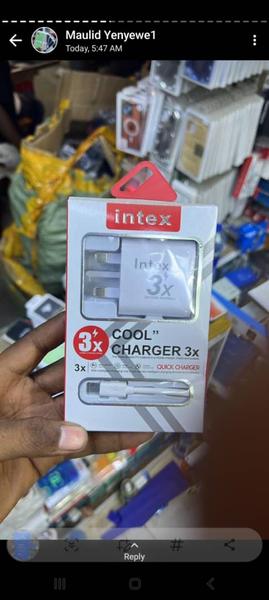 Maulid Yenyewe1
Today, 5:47 AM
intex
Intex
3x
3x
COOL"
CHARGER 3x
3x
QUICK CHARGER
Reply